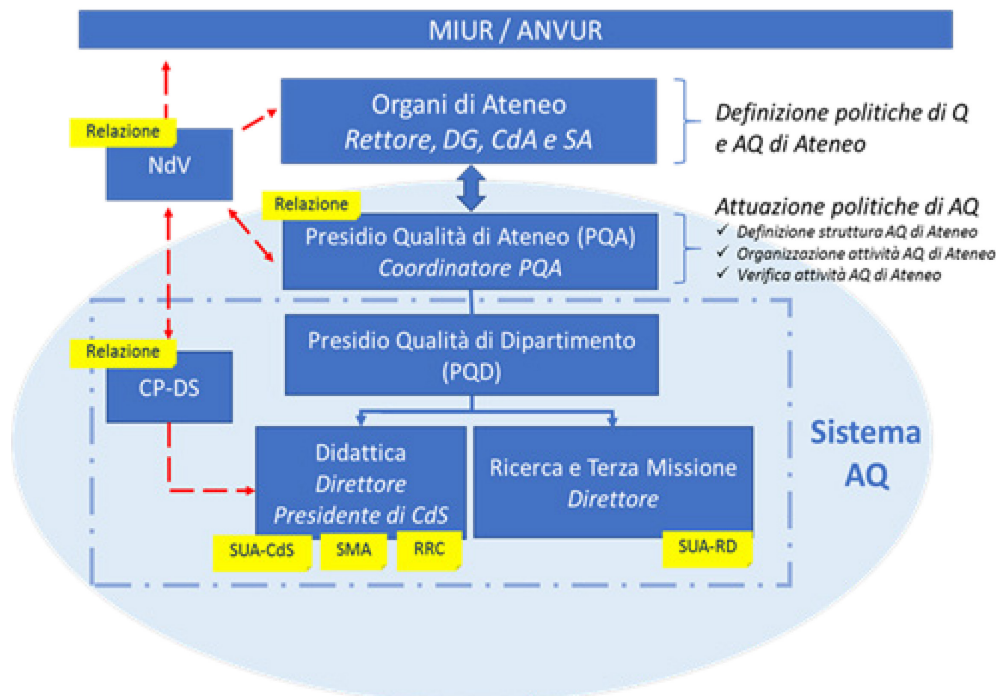 MIUR / ANVUR
Organi di Ateneo
Rettore, DG, CdA e SA
Definizione politiche di Q
e AQ di Ateneo
Relazione
NdV
Relazione
Presidio Qualità di Ateneo (PQA)
Coordinatore PQA
Attuazione politiche di AQ
✓ Definizione struttura AQ di Ateneo
✓ Organizzazione attività AQ di Ateneo
✓ Verifica attività AQ di Ateneo
Presidio Qualità di Dipartimento
(PQD)
Relazione
CP-DS
Didattica
Direttore
Presidente di CdS
Ricerca e Terza Missione
Direttore
Sistema
AQ
SUA-CdS
SMA
RRC
SUA-RD